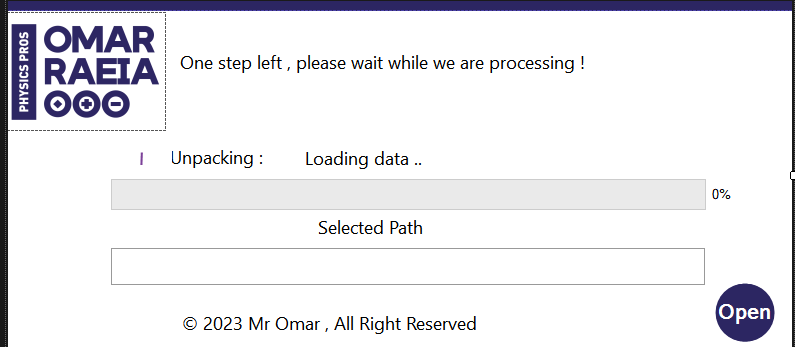 PHYSICS PROS
OMAR
RAEIA
One step left , please wait while we are processing !
Unpacking : Loading data ..
0%
Selected Path
Open
© 2023 Mr Omar , All Right Reserved